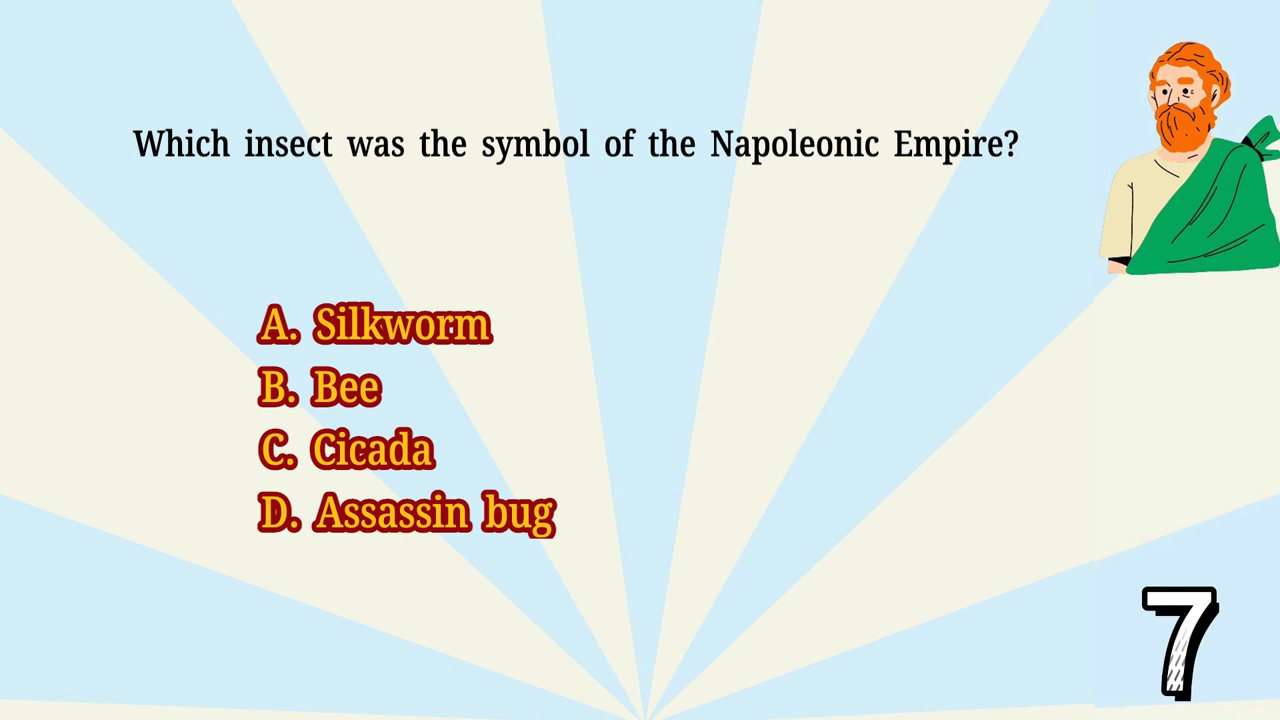 Which insect was the symbol of the Napoleonic Empire?
A. Silkworm
B. Bee
C. Cicada
D. Assassin bug
7